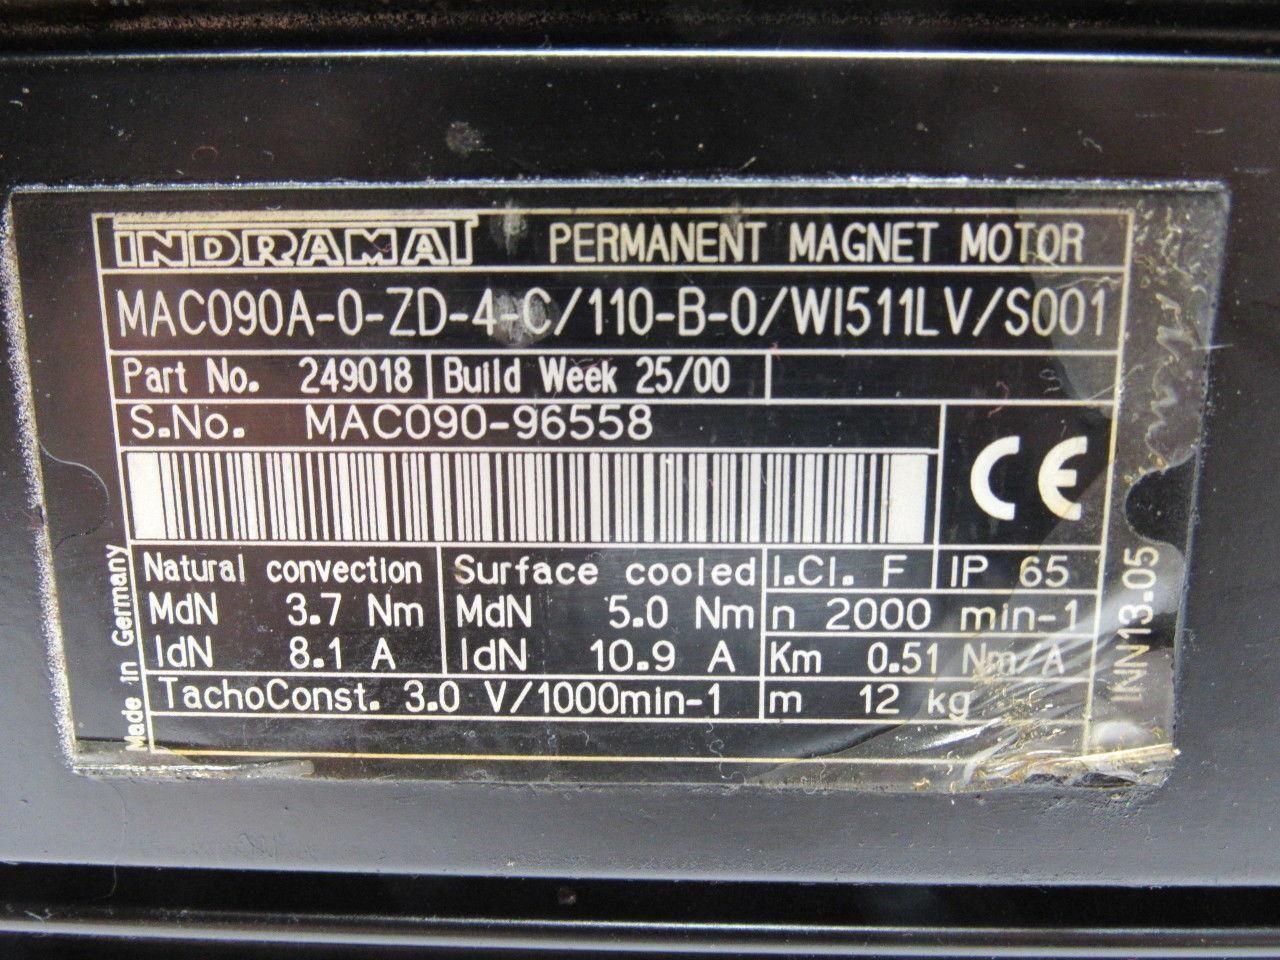 INDRAMAT PERMANENT MAGNET MOTOR
MAC090A-0-ZD-4-C/110-B-0/WI511LV/S001
Part No. 249018 Build Week 25/00
S.No. MAC090-96558
CE
Natural convection Surface cooled I.Cl. F IP 65
MdN 3.7 Nm MdN 5.0 Nm n 2000 min-1
IdN 8.1 A IdN 10.9 A Km 0.51 Nm/A
TachoConst. 3.0 V/1000min-1 m 12 kg
Made in Germany
INN13.05